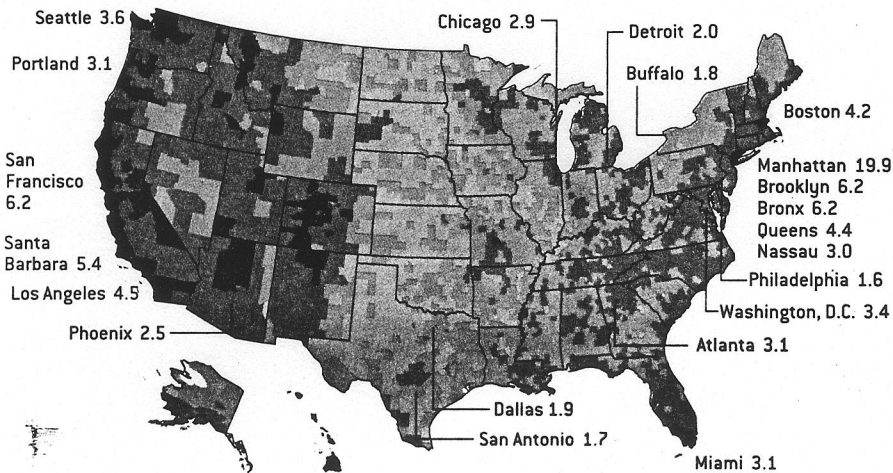 Seattle 3.6
Portland 3.1
San
Francisco
6.2
Santa
Barbara 5.4
Los Angeles 4.5
Phoenix 2.5
Chicago 2.9
Detroit 2.0
Buffalo 1.8
Boston 4.2
Manhattan 19.9
Brooklyn 6.2
Bronx 6.2
Queens 4.4
Nassau 3.0
Philadelphia 1.6
Washington, D.C. 3.4
Atlanta 3.1
Dallas 1.9
San Antonio 1.7
Miami 3.1